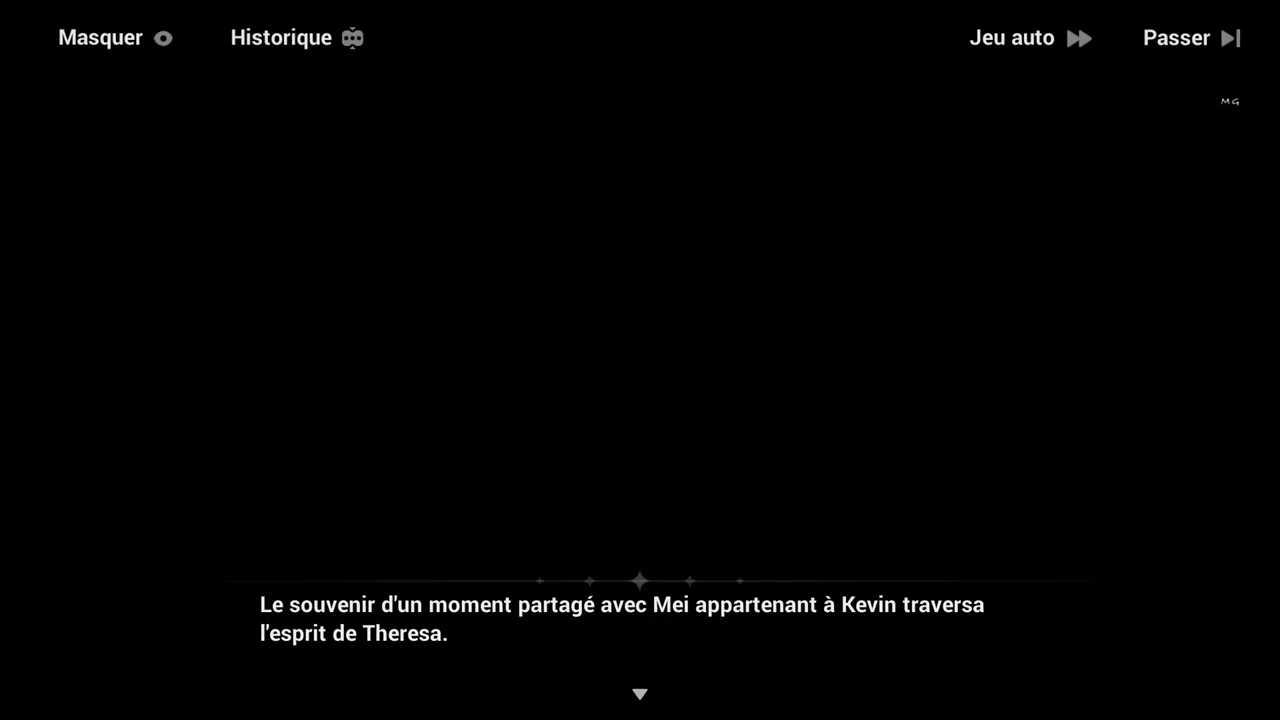 Masquer
Historique
Jeu auto
Passer
MG
Le souvenir d'un moment partagé avec Mei appartenant à Kevin traversa
l'esprit de Theresa.